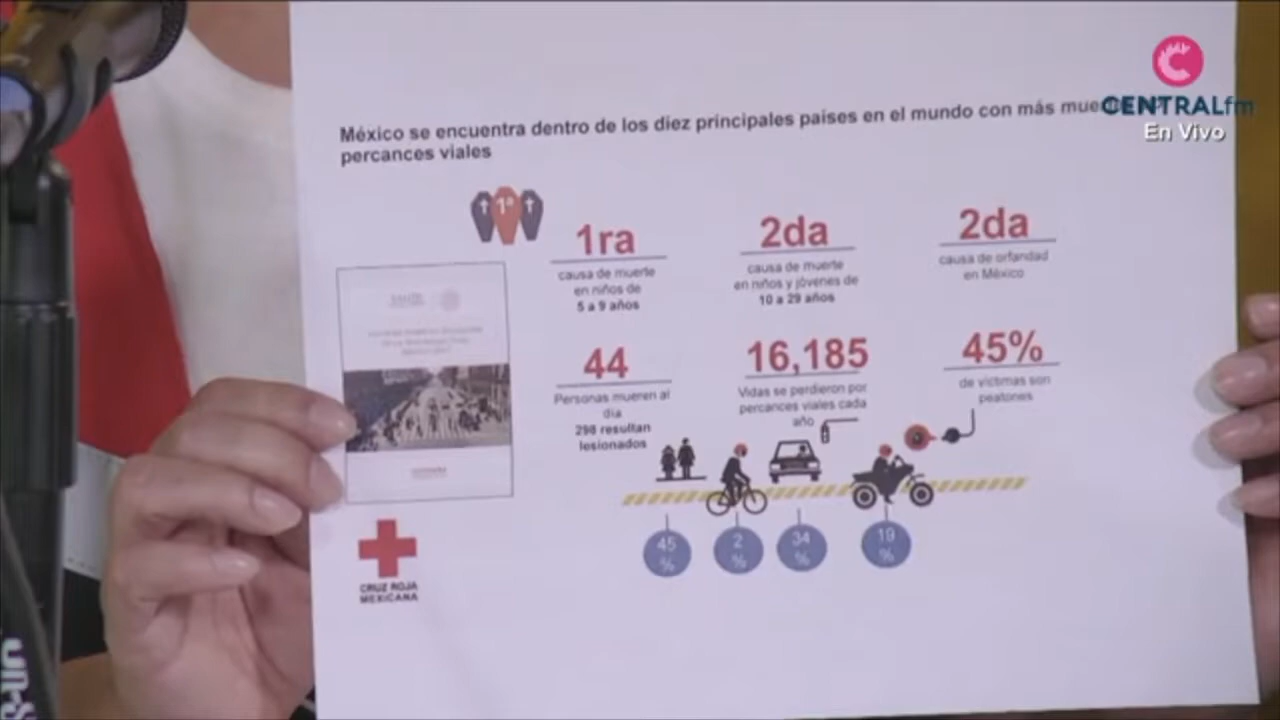 CENTRALfm
En Vivo
México se encuentra dentro de los diez principales países en el mundo con más
percances viales
1ª
1ra
causa de muerte
en niños de
5 a 9 años
2da
causa de muerte
en niños y jóvenes de
10 a 29 años
2da
causa de orfandad
en México
44
Personas mueren al
día
298 resultan
lesionados
16,185
Vidas se perdieron por
percances viales cada
año
45%
de víctimas son
peatones
45
%
2
%
34
%
19
%
CRUZ ROJA
MEXICANA